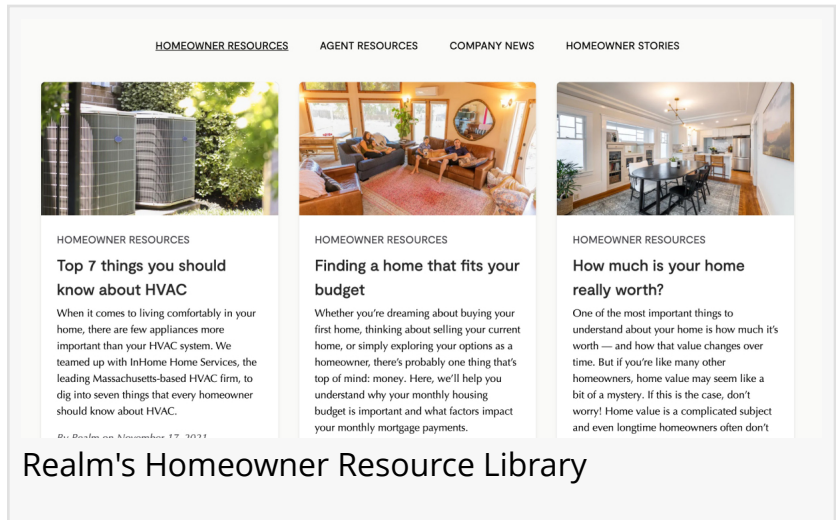 HOMEOWNER RESOURCES AGENT RESOURCES COMPANY NEWS HOMEOWNER STORIES
HOMEOWNER RESOURCES
Top 7 things you should
know about HVAC
When it comes to living comfortably in your
home, there are few appliances more
important than your HVAC system. We
teamed up with InHome Home Services, the
leading Massachusetts-based HVAC firm, to
dig into seven things that every homeowner
should know about HVAC.
By Realm on November 17, 2021
HOMEOWNER RESOURCES
Finding a home that fits your
budget
Whether you're dreaming about buying your
first home, thinking about selling your current
home, or simply exploring your options as a
homeowner, there's probably one thing that's
top of mind: money. Here, we'll help you
understand why your monthly housing
budget is important and what factors impact
your monthly mortgage payments.
HOMEOWNER RESOURCES
How much is your home
really worth?
One of the most important things to
understand about your home is how much it's
worth — and how that value changes over
time. But if you're like many other
homeowners, home value may seem like a
bit of a mystery. If this is the case, don't
worry! Home value is a complicated subject
and even longtime homeowners often don't
Realm's Homeowner Resource Library